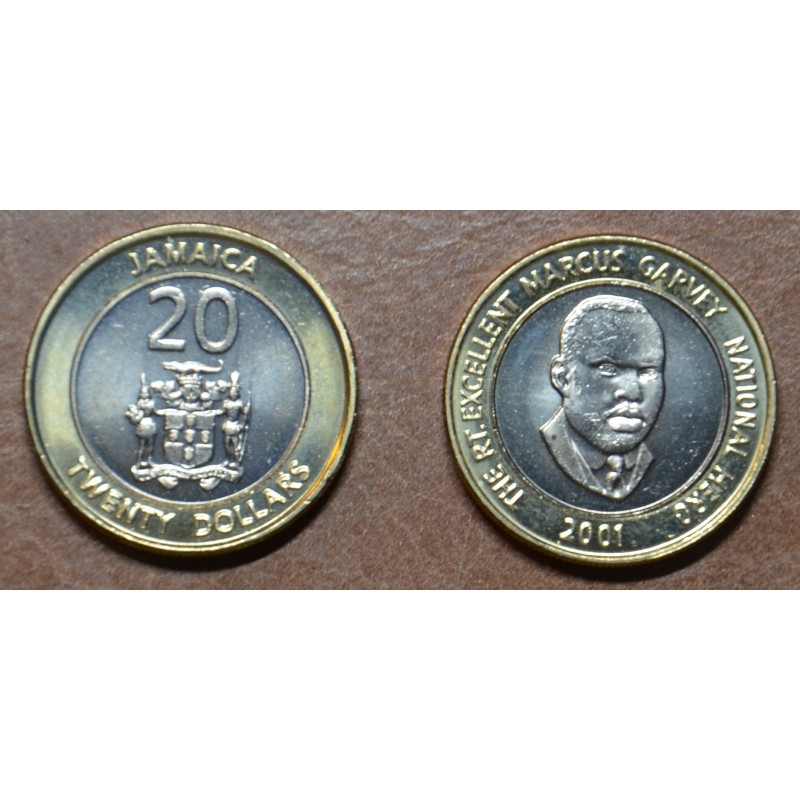 JAMAICA
20
TWENTY DOLLARS
THE RT. EXCELLENT MARCUS GARVEY NATIONAL HERO
2001